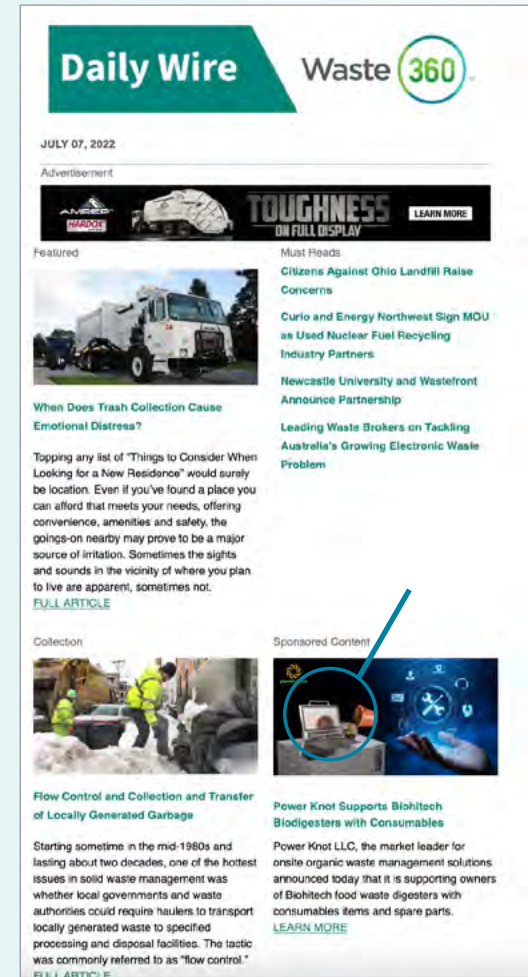 Daily Wire
Waste 360
JULY 07, 2022
Advertisement
AMREP
HARDOX
TOUGHNESS
ON FULL DISPLAY
LEARN MORE
Featured
When Does Trash Collection Cause
Emotional Distress?
Topping any list of "Things to Consider When
Looking for a New Residence" would surely
be location. Even if you've found a place you
can afford that meets your needs, offering
convenience, amenities and safety, the
goings-on nearby may prove to be a major
source of irritation. Sometimes the sights
and sounds in the vicinity of where you plan
to live are apparent, sometimes not.
FULL ARTICLE
Must Reads
Citizens Against Ohio Landfill Raise
Concerns
Curio and Energy Northwest Sign MOU
as Used Nuclear Fuel Recycling
Industry Partners
Newcastle University and Wastefront
Announce Partnership
Leading Waste Brokers on Tackling
Australia's Growing Electronic Waste
Problem
Collection
Flow Control and Collection and Transfer
of Locally Generated Garbage
Starting sometime in the mid-1980s and
lasting about two decades, one of the hottest
issues in solid waste management was
whether local governments and waste
authorities could require haulers to transport
locally generated waste to specified
processing and disposal facilities. The tactic
was commonly referred to as "flow control."
FULL ARTICLE
Sponsored Content
Power Knot Supports Biohitech
Biodigesters with Consumables
Power Knot LLC, the market leader for
onsite organic waste management solutions
announced today that it is supporting owners
of Biohitech food waste digesters with
consumables items and spare parts.
LEARN MORE